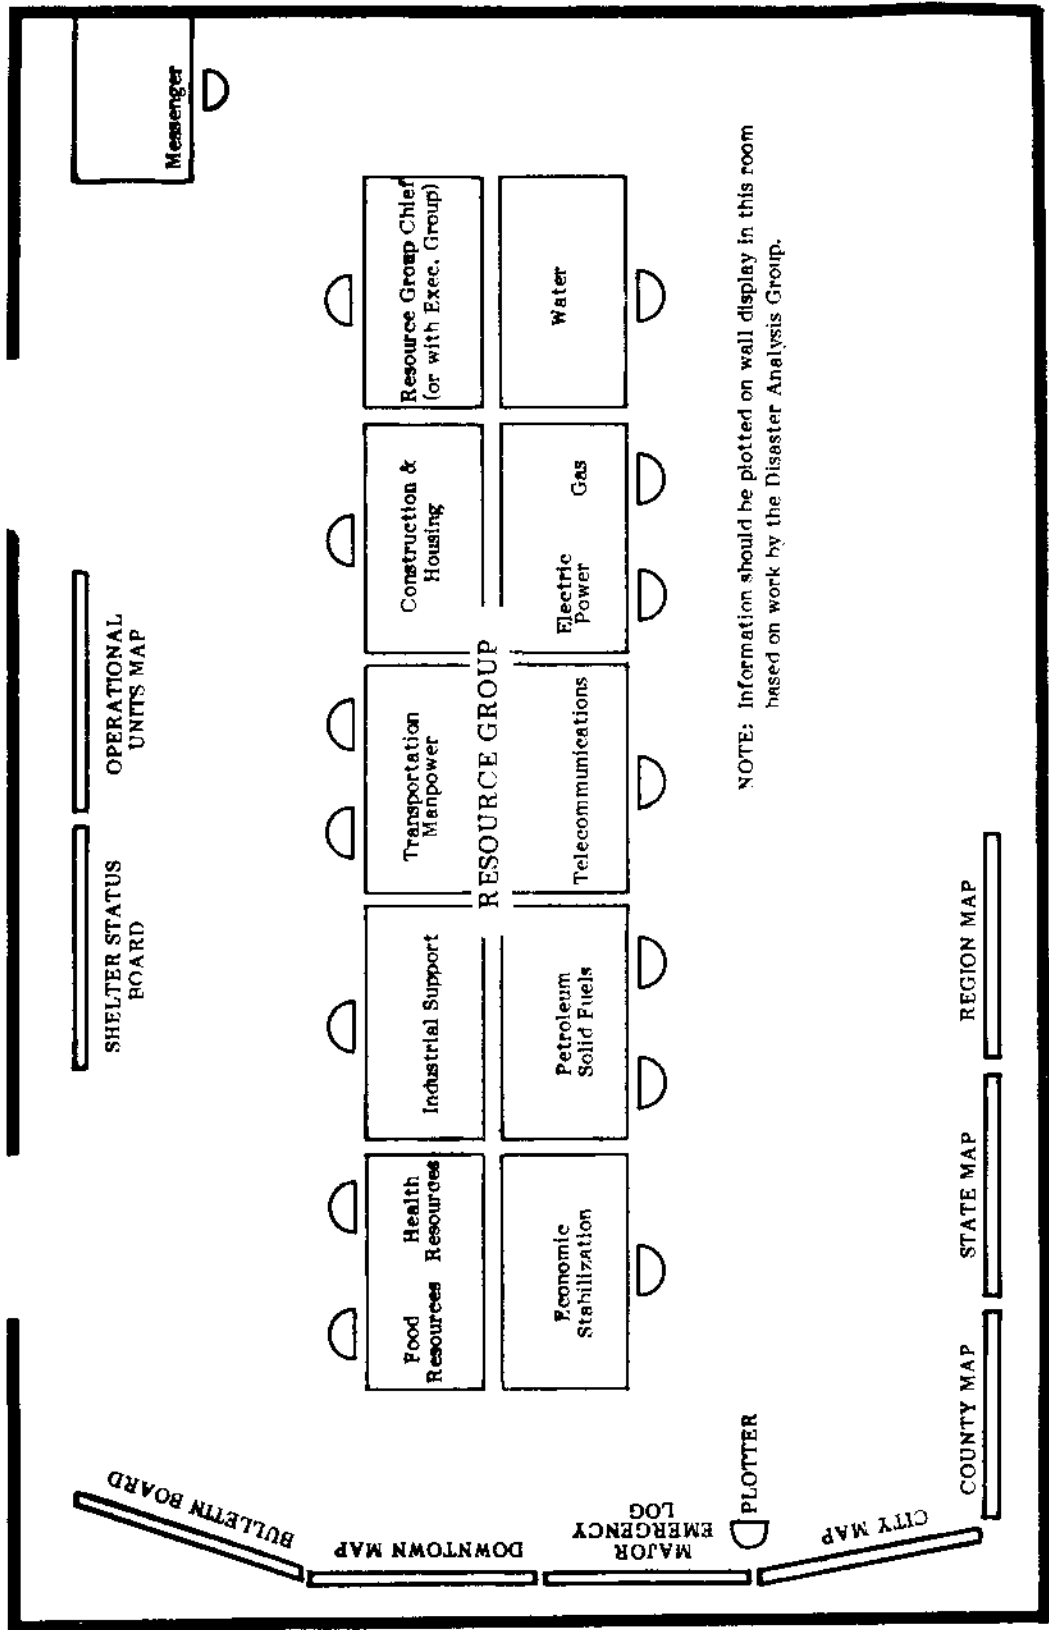 SHELTER STATUS
BOARD
OPERATIONAL
UNITS MAP
Messenger
BULLETIN BOARD
DOWNTOWN MAP
MAJOR
EMERGENCY
LOG
PLOTTER
CITY MAP
Food
Resources
Health
Resources
Industrial Support
Transportation
Manpower
Construction &
Housing
Resource Group Chief
(or with Exec. Group)
RESOURCE GROUP
Economic
Stabilization
Petroleum
Solid Fuels
Telecommunications
Electric
Power
Gas
Water
NOTE: Information should be plotted on wall display in this room
based on work by the Disaster Analysis Group.
COUNTY MAP
STATE MAP
REGION MAP